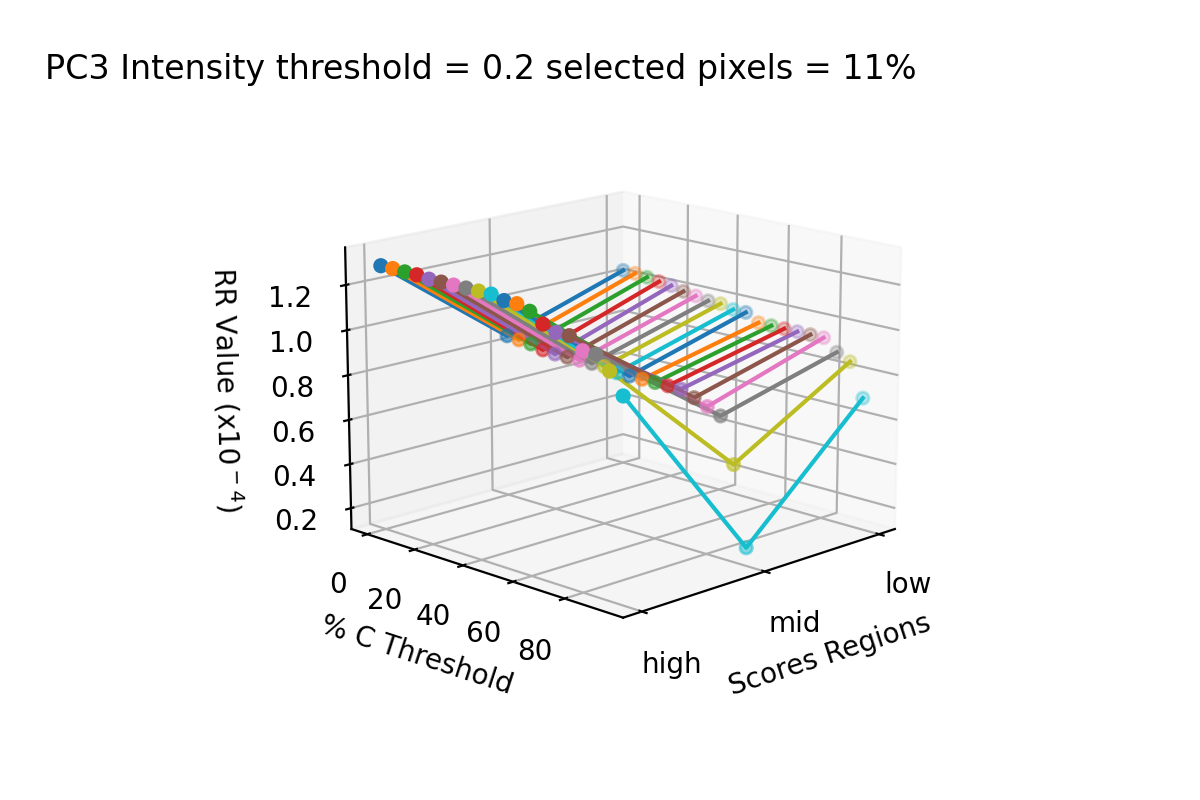 PC3 Intensity threshold = 0.2 selected pixels = 11%
RR Value (x10⁻⁴)
1.2
1.0
0.8
0.6
0.4
0.2
0
20
40
60
80
% C Threshold
high
mid
low
Scores Regions